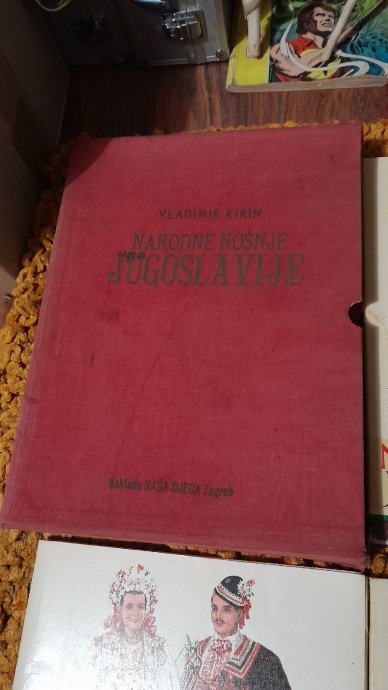 VLADIMIR KIRIN
NARODNE NOŠNJE
JUGOSLAVIJE
Naklada NAŠA DJECA Zagreb